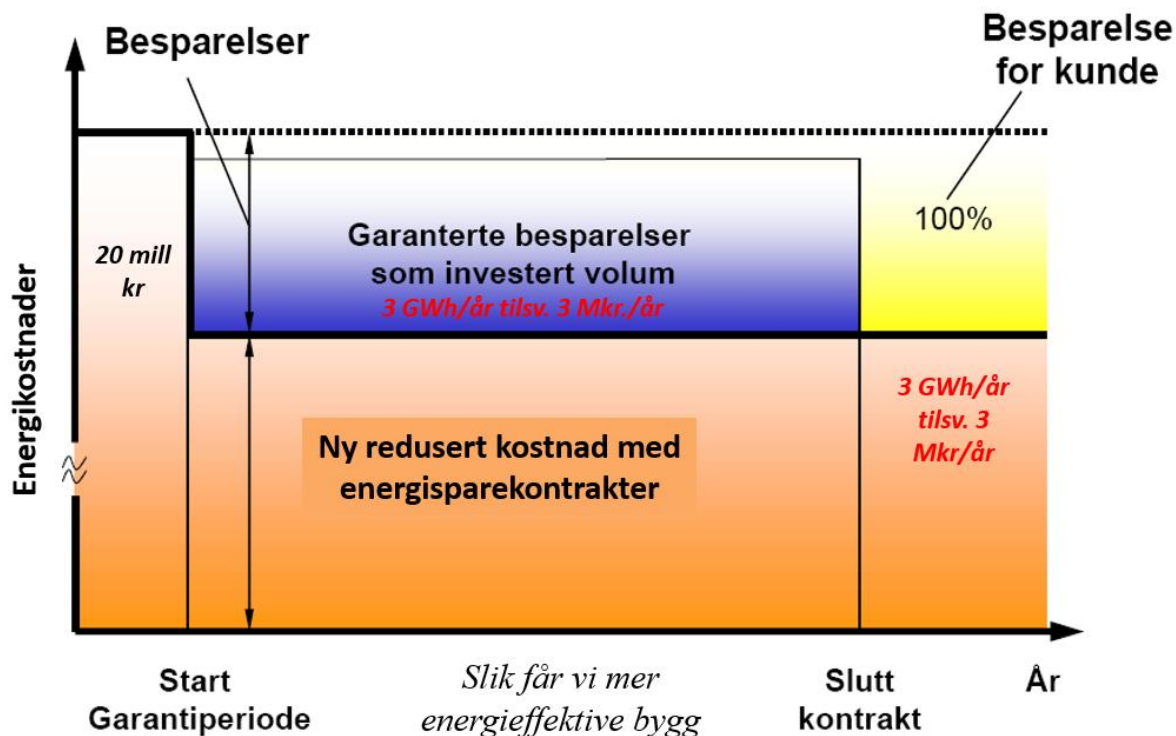 Besparelser
Besparelse
for kunde
Energikostnader
20 mill
kr
Garanterte besparelser
som investert volum
3 GWh/år tilsv. 3 Mkr./år
100%
Ny redusert kostnad med
energisparekontrakter
3 GWh/år
tilsv. 3
Mkr/år
Start
Garantiperiode
Slik får vi mer
energieffektive bygg
Slutt
kontrakt
År